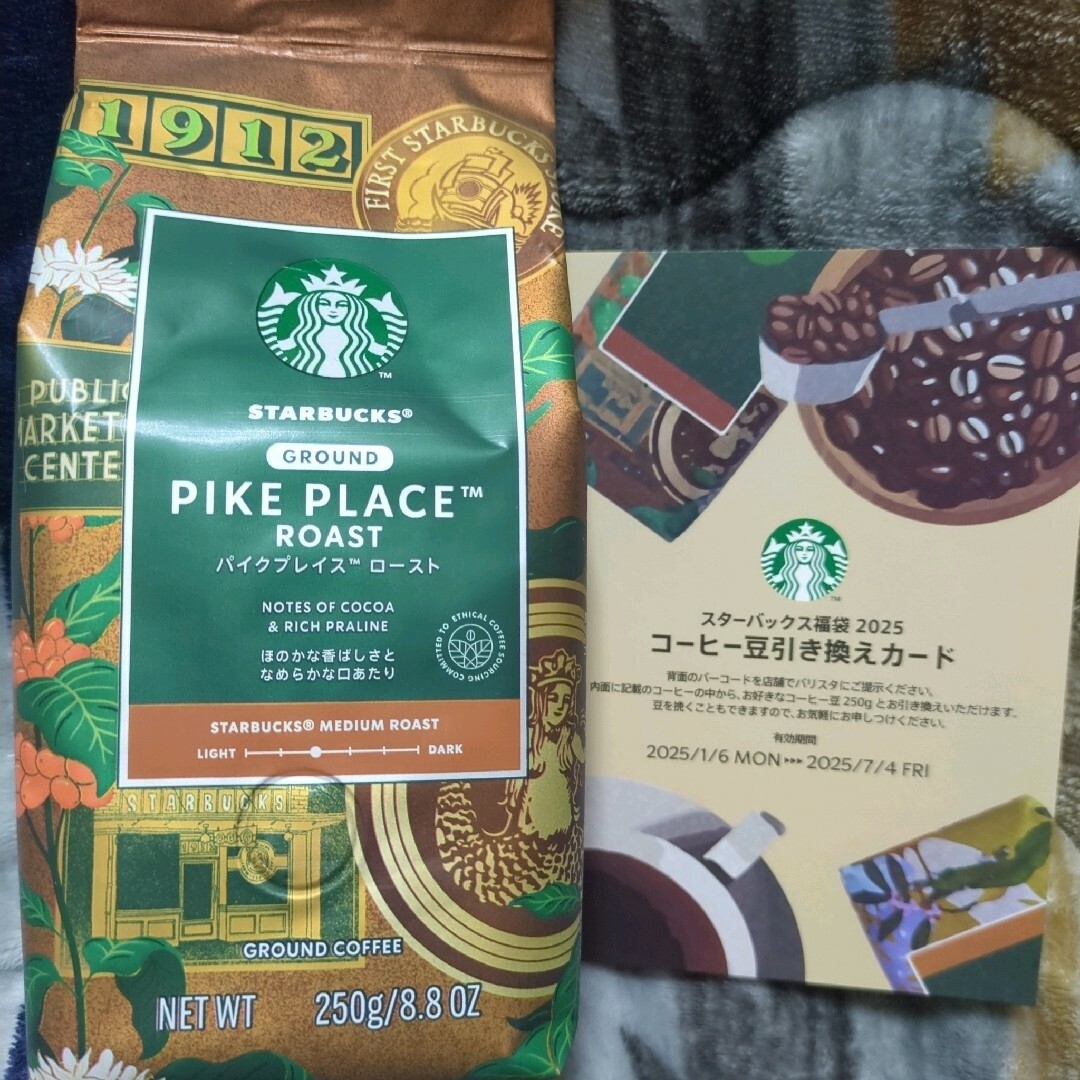 1912
FIRST STARBUCKS STORE
PUBLIC
MARKET
CENTE
TM
STARBUCKS®
GROUND
PIKE PLACE™
ROAST
パイクプレイス™ ロースト
NOTES OF COCOA
& RICH PRALINE
ほのかな香ばしさと
なめらかな口あたり
COMMITTED TO ETHICAL COFFEE SOURCING
STARBUCKS® MEDIUM ROAST
LIGHT DARK
STARBUCKS
GROUND COFFEE
NET WT 250g/8.8 OZ
TM
スターバックス福袋 2025
コーヒー豆引き換えカード
背面のバーコードを店舗でバリスタにご提示ください。
内面に記載のコーヒーの中から、お好きなコーヒー豆 250g とお引き換えいただけます。
豆を挽くこともできますので、お気軽にお申しつけください。
有効期間
2025/1/6 MON ▸▸▸ 2025/7/4 FRI